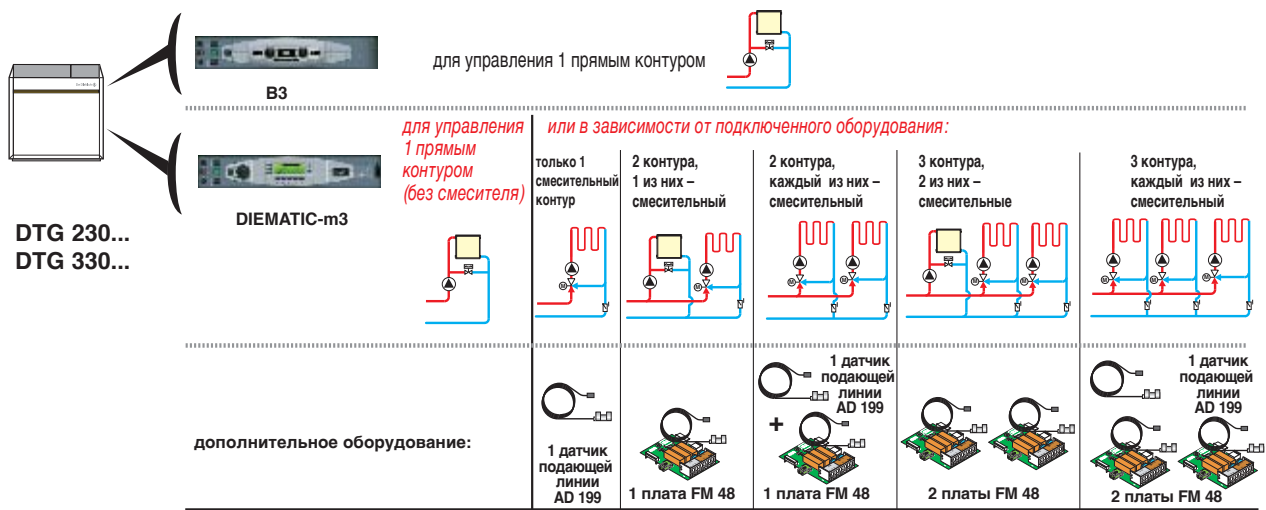 для управления 1 прямым контуром
B3
для управления
1 прямым
контуром
(без смесителя)
или в зависимости от подключенного оборудования:
только 1
смесительный
контур
2 контура,
1 из них –
смесительный
2 контура,
каждый из них –
смесительный
3 контура,
2 из них –
смесительные
3 контура,
каждый из них –
смесительный
DIEMATIC-m3
DTG 230...
DTG 330...
M
M
M
M
M
M
M
M
M
дополнительное оборудование:
1 датчик
подающей
линии
AD 199
1 плата FM 48
1 датчик
подающей
линии
AD 199
+
1 плата FM 48
2 платы FM 48
1 датчик
подающей
линии
AD 199
2 платы FM 48